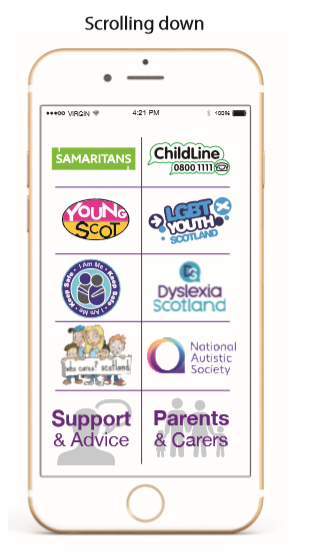 Scrolling down
VIRGIN
4:21 PM
100%
SAMARITANS
ChildLine
0800 1111
YOUNG
SCOT
LGBT
YOUTH
SCOTLAND
I Am Me • Keep Safe • I Am Me • Keep Safe
Dyslexia
Scotland
who cares? scotland
National
Autistic
Society
Support
& Advice
Parents
& Carers